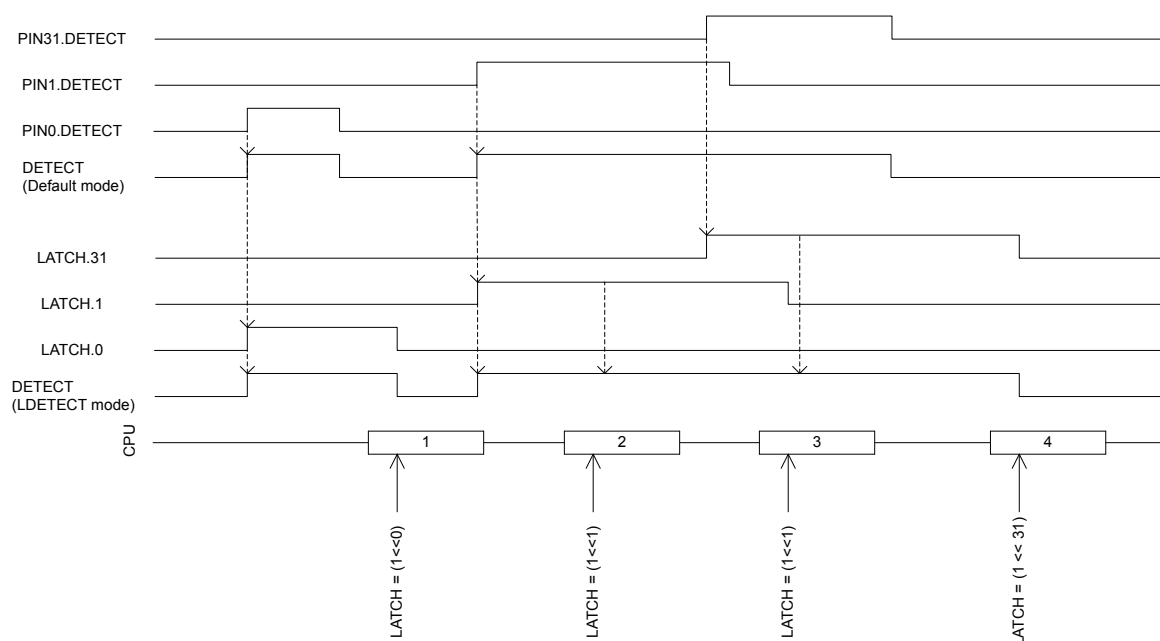 PIN31.DETECT
PIN1.DETECT
PIN0.DETECT
DETECT
(Default mode)
LATCH.31
LATCH.1
LATCH.0
DETECT
(LDETECT mode)
CPU
1
2
3
4
LATCH = (1<<0)
LATCH = (1<<1)
LATCH = (1<<1)
ATCH = (1 << 31)